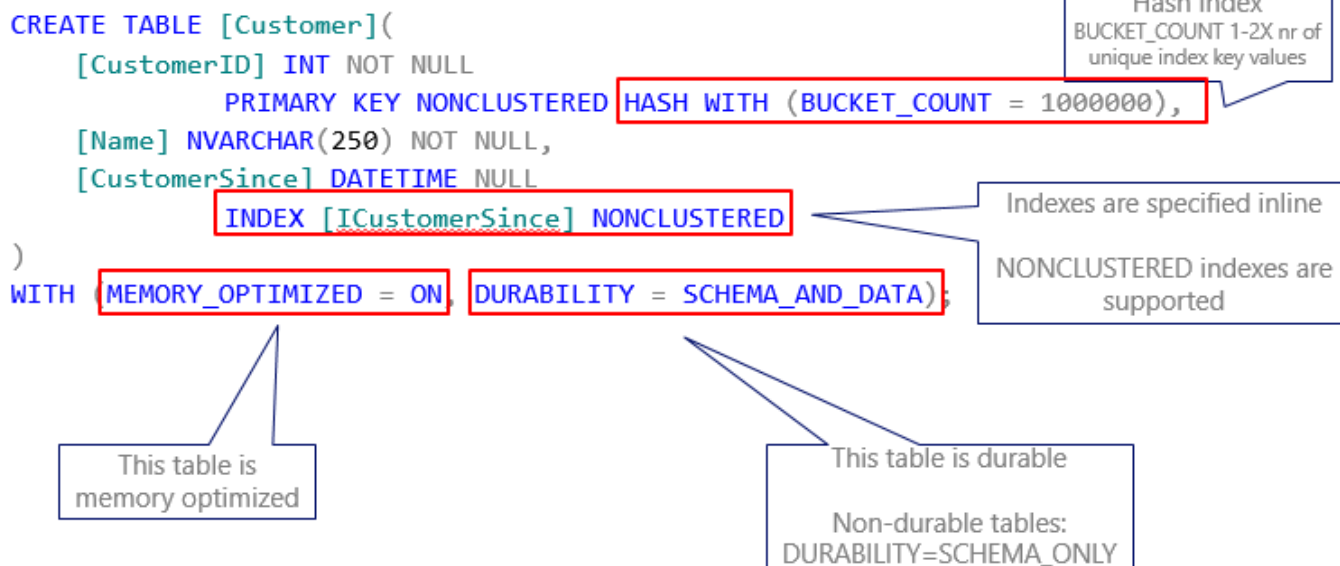 Hash Index
BUCKET_COUNT 1-2X nr of
unique index key values
CREATE TABLE [Customer](
[CustomerID] INT NOT NULL
PRIMARY KEY NONCLUSTERED HASH WITH (BUCKET_COUNT = 1000000),
[Name] NVARCHAR(250) NOT NULL,
[CustomerSince] DATETIME NULL
INDEX [ICustomerSince] NONCLUSTERED
)
WITH (MEMORY_OPTIMIZED = ON, DURABILITY = SCHEMA_AND_DATA);
Indexes are specified inline
NONCLUSTERED indexes are
supported
This table is
memory optimized
This table is durable
Non-durable tables:
DURABILITY=SCHEMA_ONLY